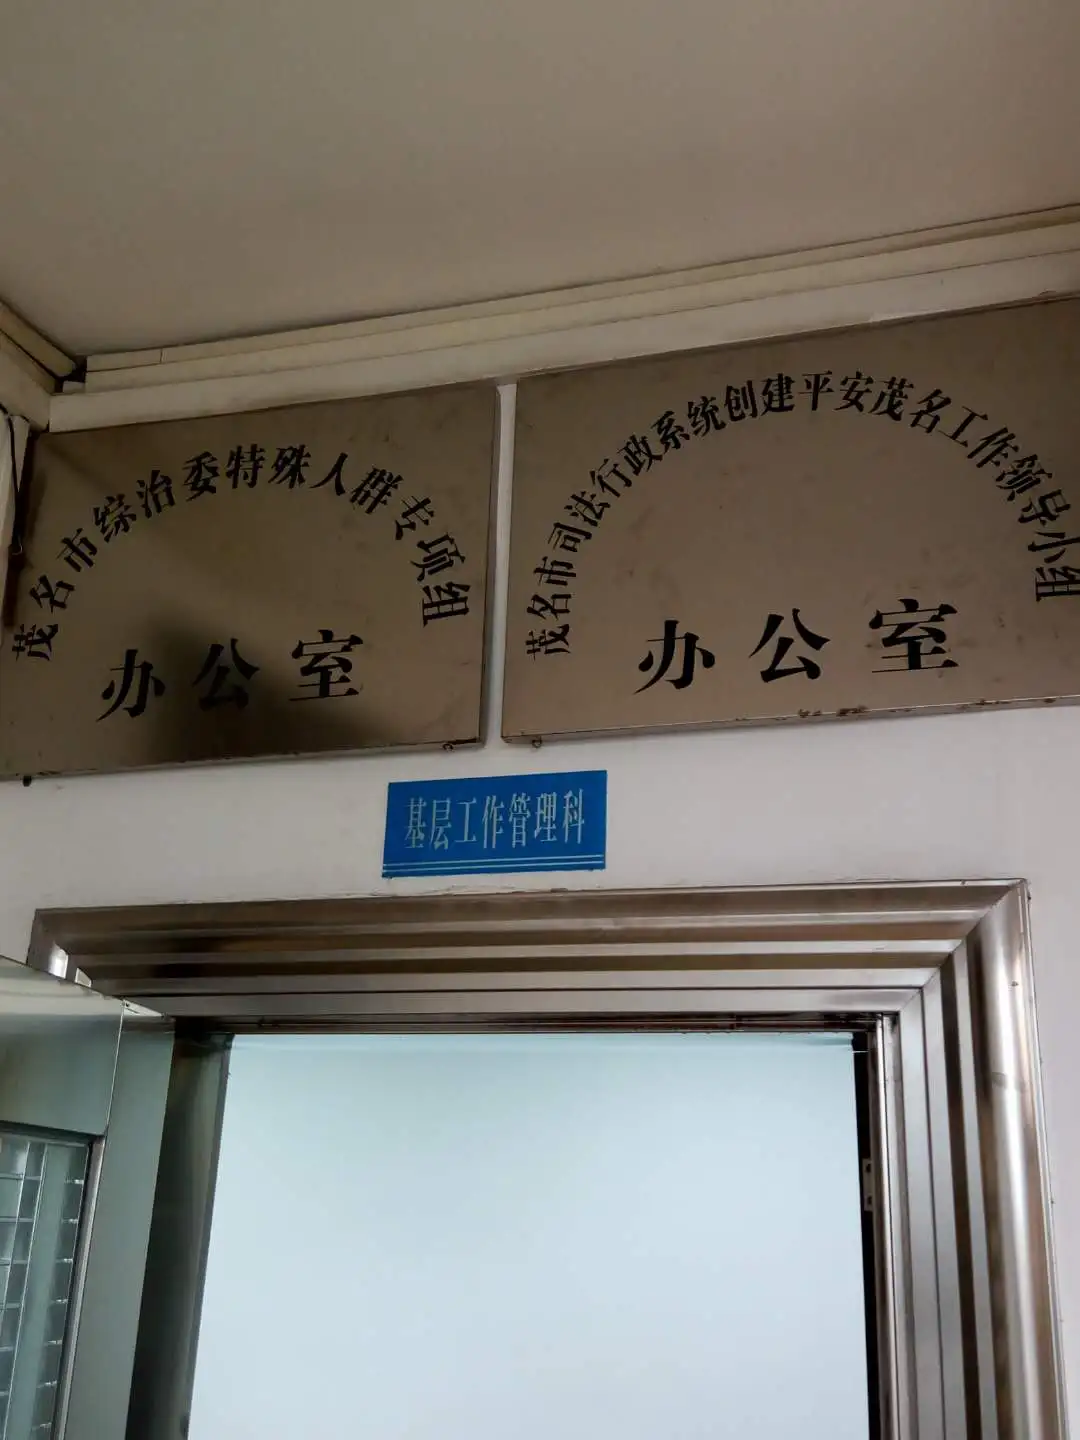 茂名市综治委特殊人群专项组
办公室
茂名市司法行政系统创建平安茂名工作领导小组
办公室
基层工作管理科